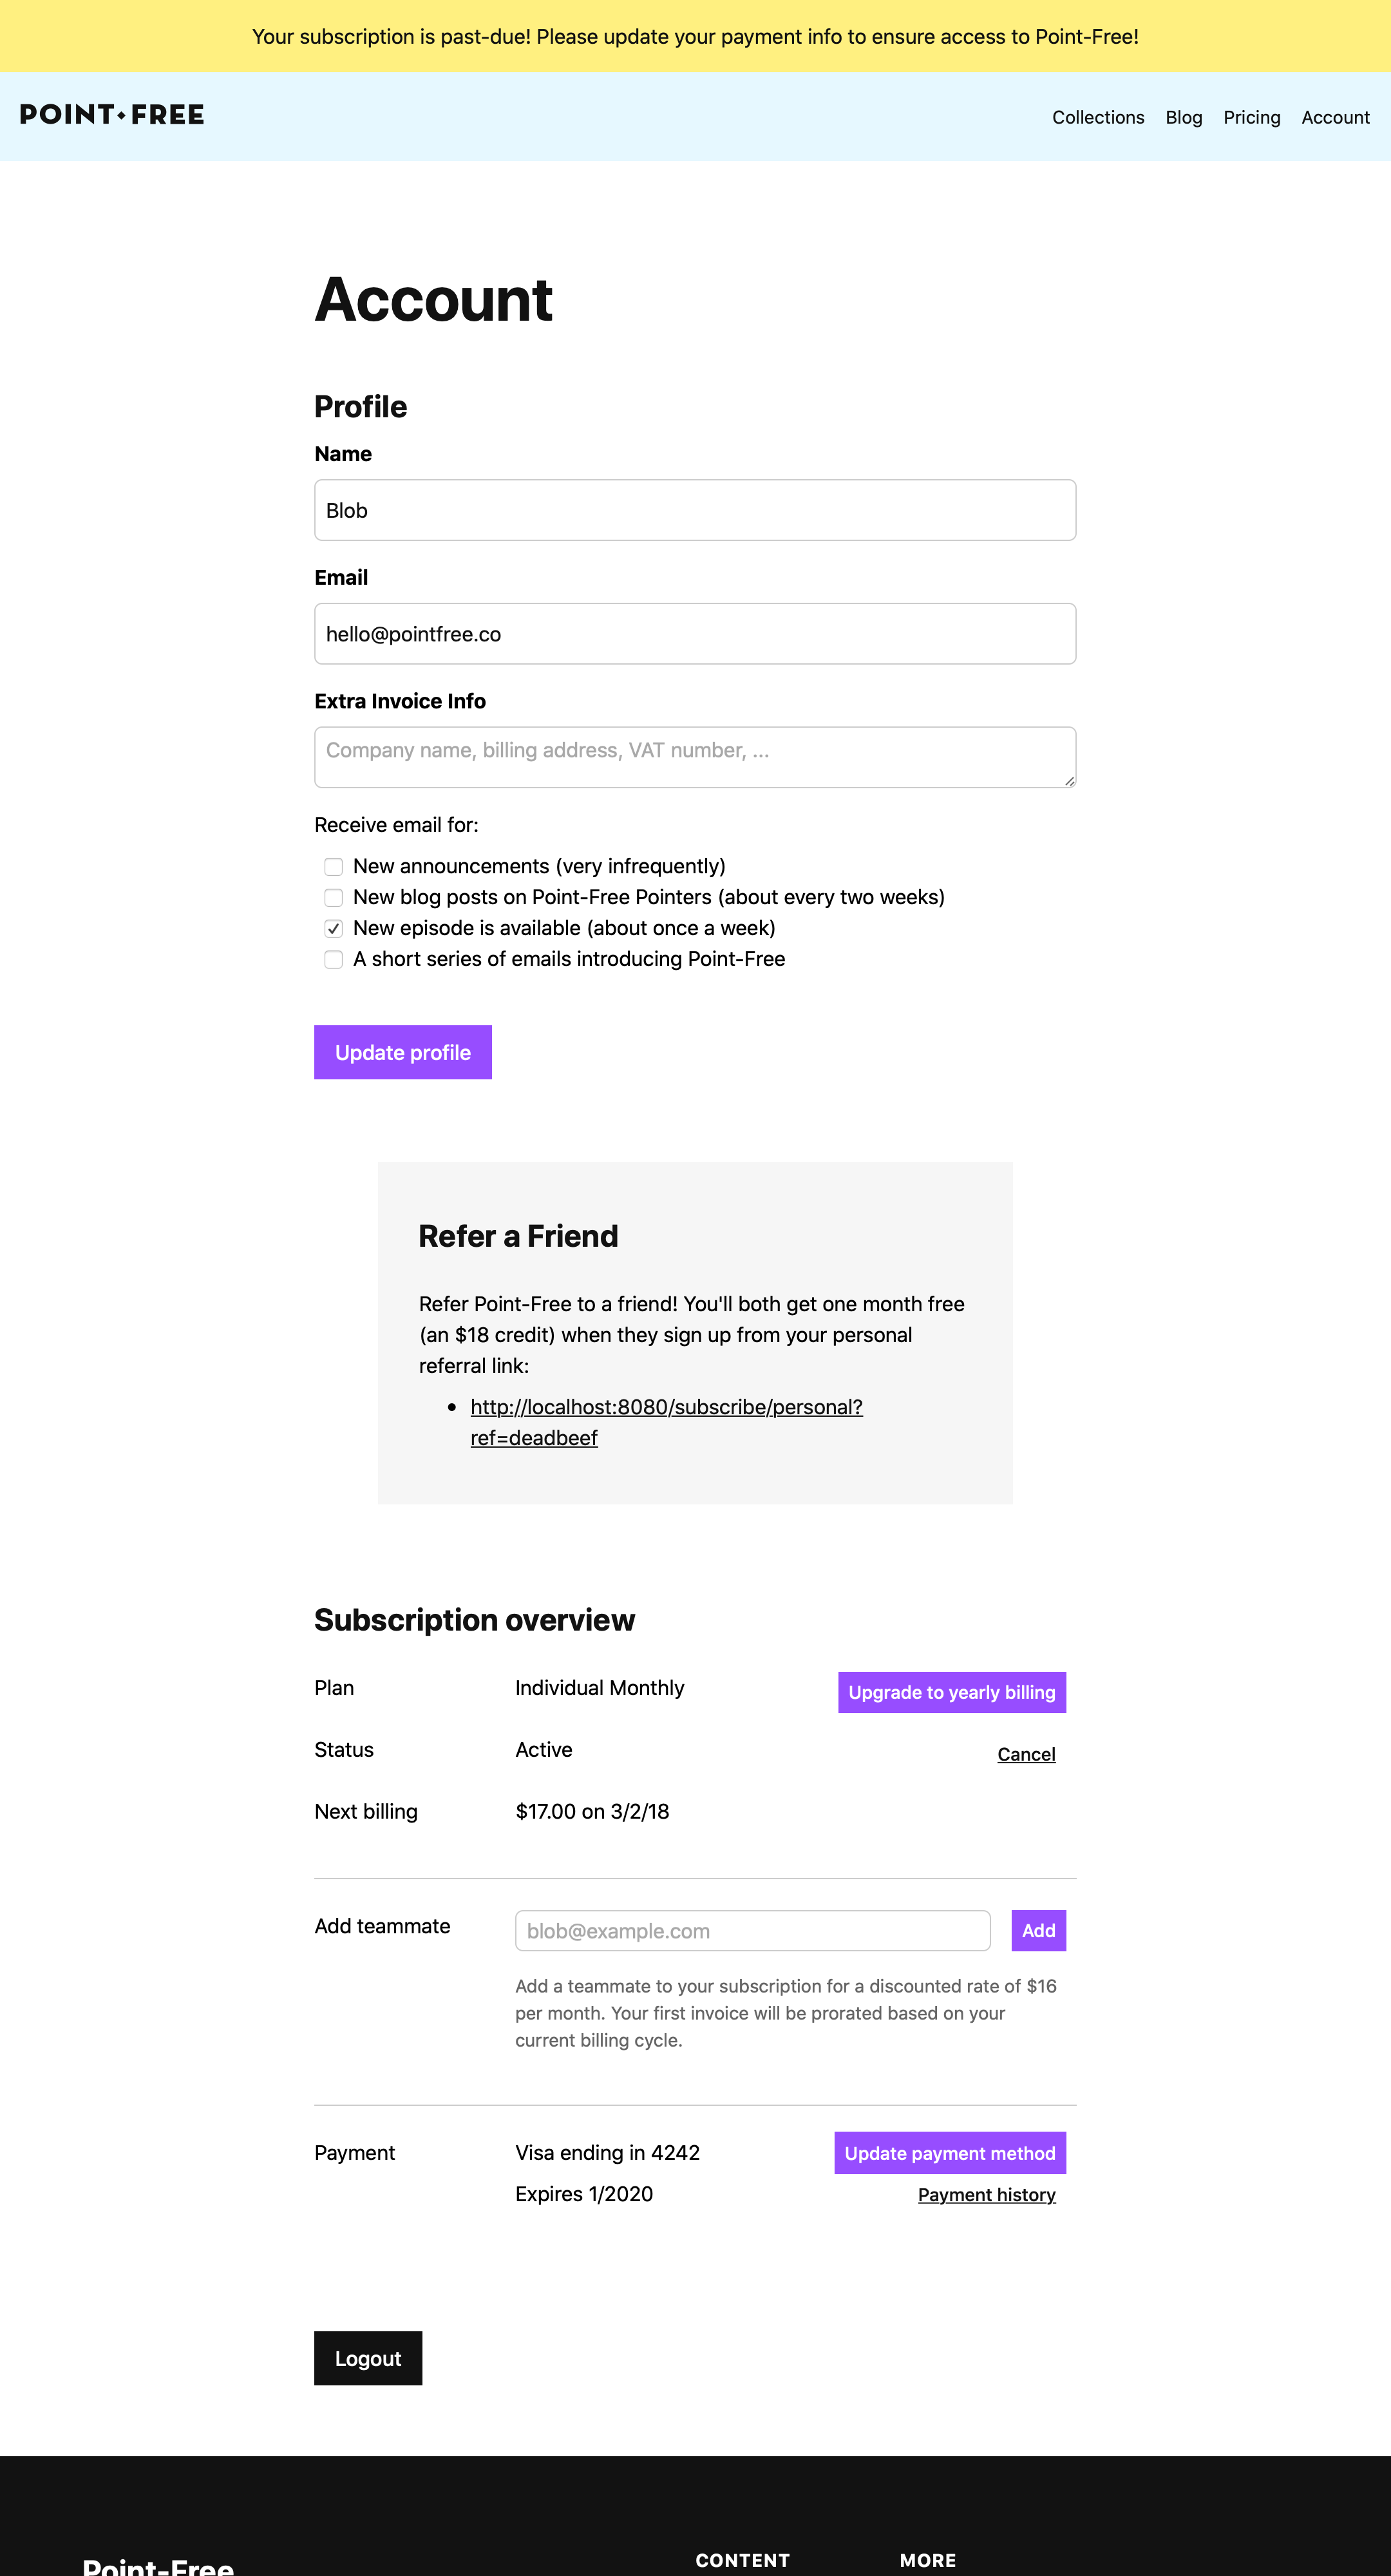 Your subscription is past-due! Please update your payment info to ensure access to Point-Free!
POINT•FREE
Collections Blog Pricing Account
Account
Profile
Name
Blob
Email
hello@pointfree.co
Extra Invoice Info
Company name, billing address, VAT number, ...
Receive email for:
New announcements (very infrequently)
New blog posts on Point-Free Pointers (about every two weeks)
New episode is available (about once a week)
A short series of emails introducing Point-Free
Update profile
Refer a Friend
Refer Point-Free to a friend! You'll both get one month free
(an $18 credit) when they sign up from your personal
referral link:
• http://localhost:8080/subscribe/personal?
ref=deadbeef
Subscription overview
Plan Individual Monthly Upgrade to yearly billing
Status Active Cancel
Next billing $17.00 on 3/2/18
Add teammate blob@example.com Add
Add a teammate to your subscription for a discounted rate of $16
per month. Your first invoice will be prorated based on your
current billing cycle.
Payment Visa ending in 4242 Update payment method
Expires 1/2020 Payment history
Logout
Point-Free CONTENT MORE